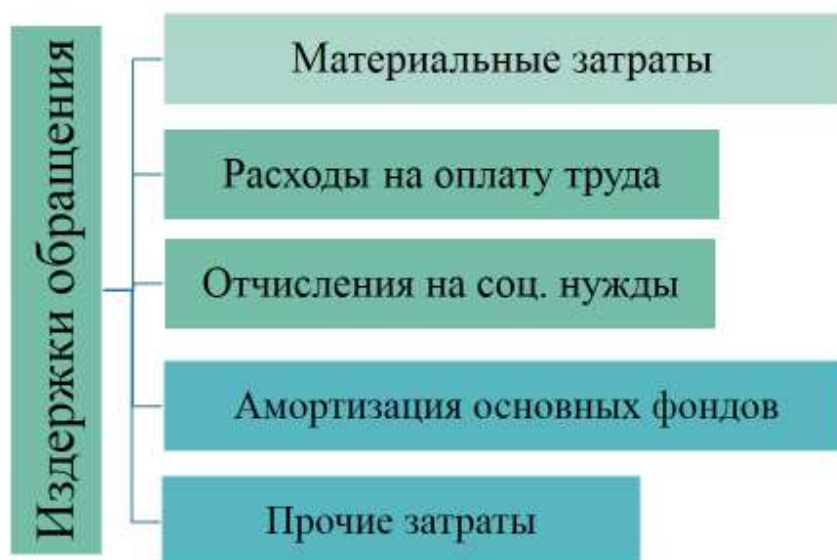 Издержки обращения
Материальные затраты
Расходы на оплату труда
Отчисления на соц. нужды
Амортизация основных фондов
Прочие затраты